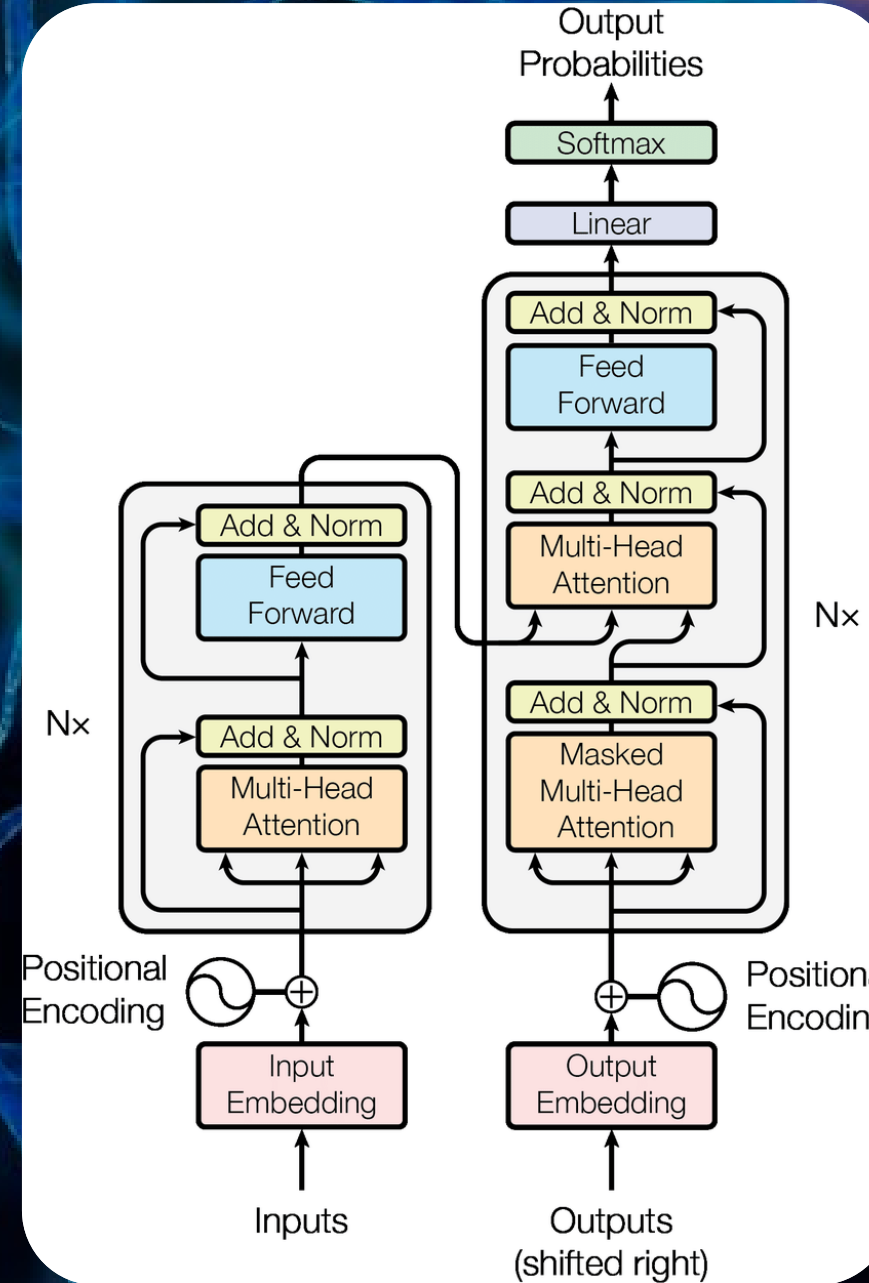 Output
Probabilities
Softmax
Linear
Add & Norm
Feed
Forward
Add & Norm
Multi-Head
Attention
Add & Norm
Masked
Multi-Head
Attention
N×
Add & Norm
Feed
Forward
Add & Norm
Multi-Head
Attention
N×
Positional
Encoding
Positiona
Encodin
Input
Embedding
Output
Embedding
Inputs
Outputs
(shifted right)